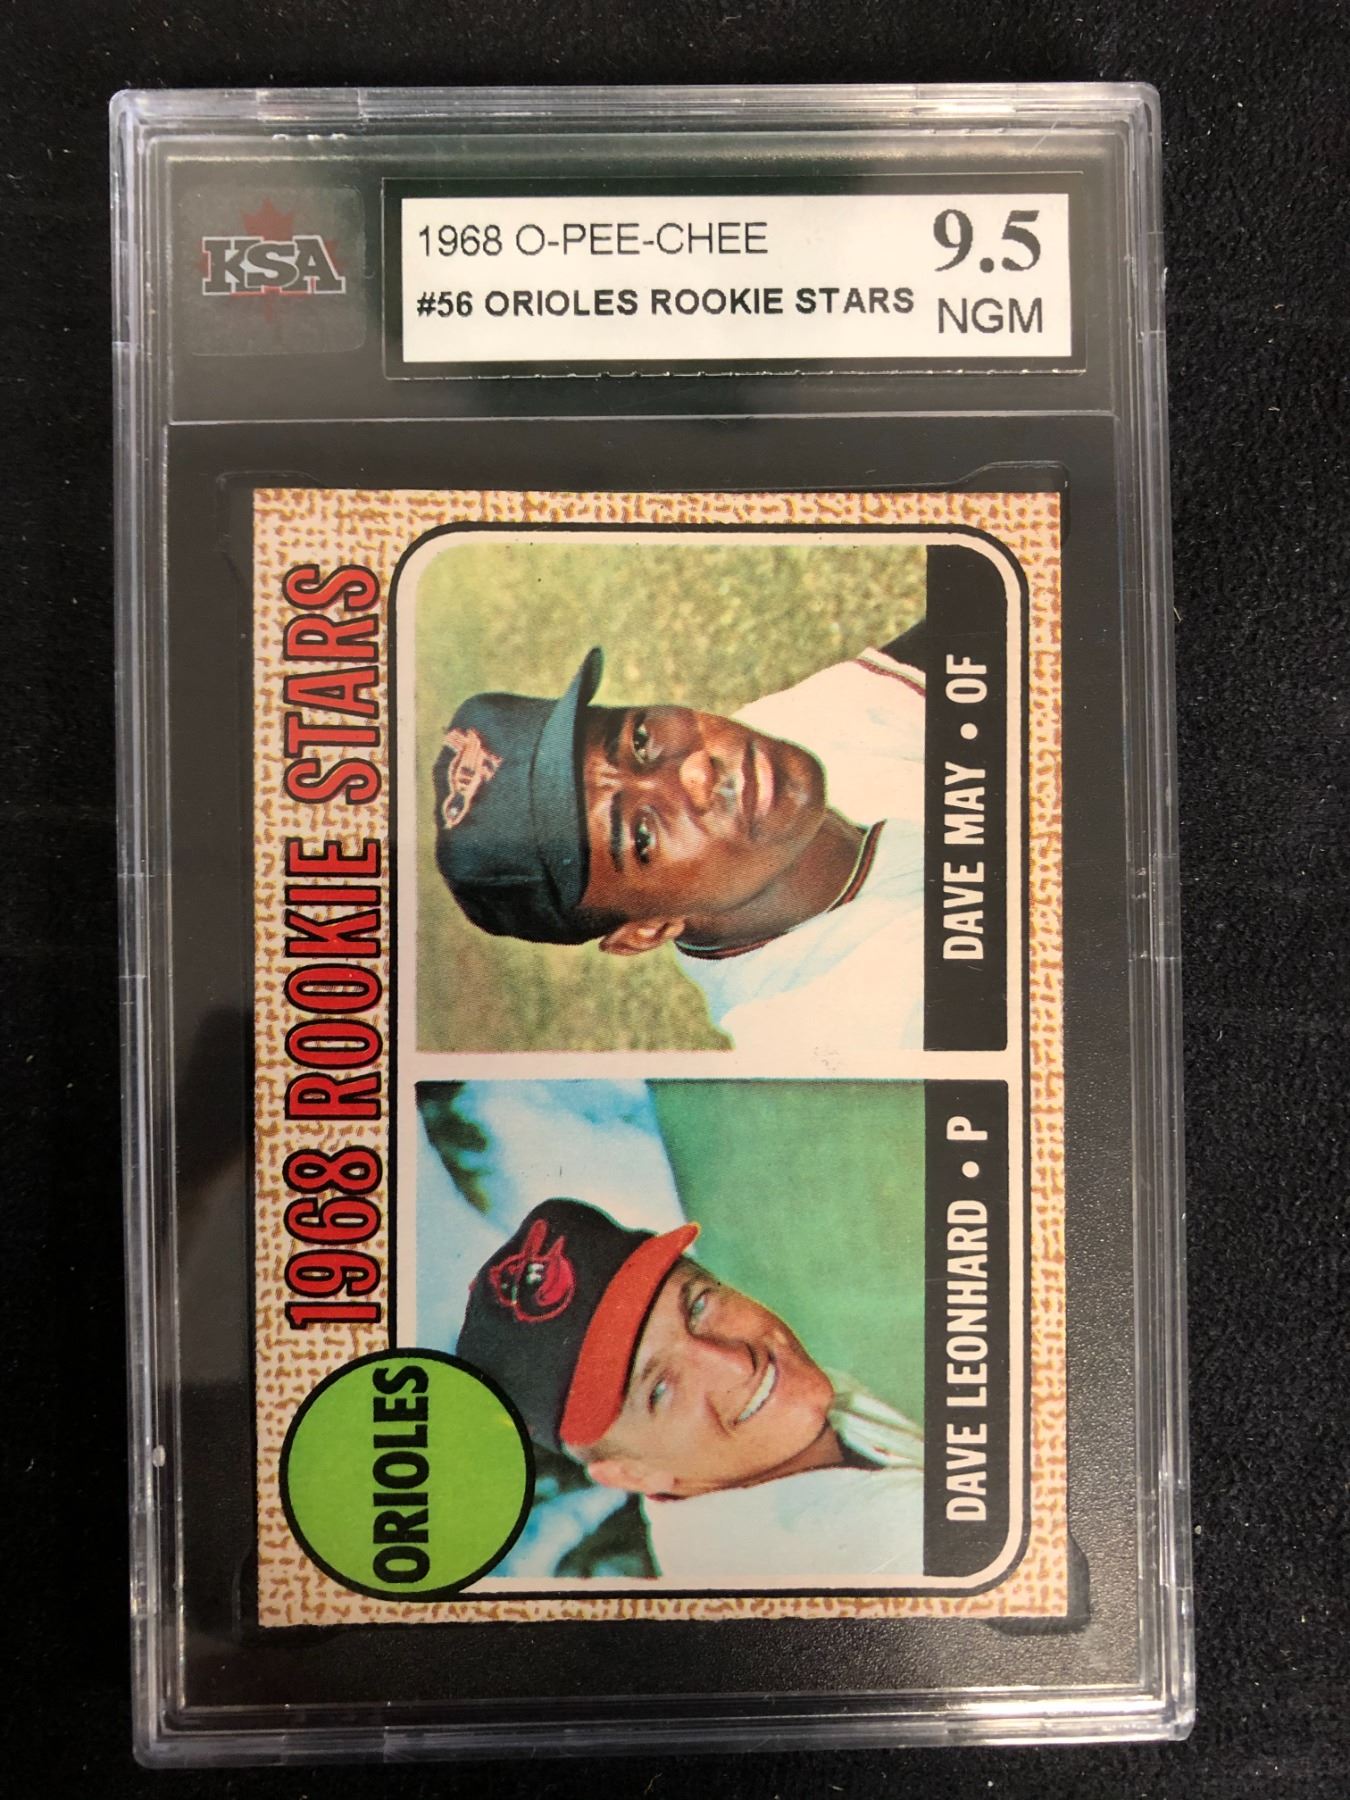 KSA
1968 O-PEE-CHEE
#56 ORIOLES ROOKIE STARS
9.5
NGM
1968 ROOKIE STARS
ORIOLES
DAVE LEONHARD • P
DAVE MAY • OF